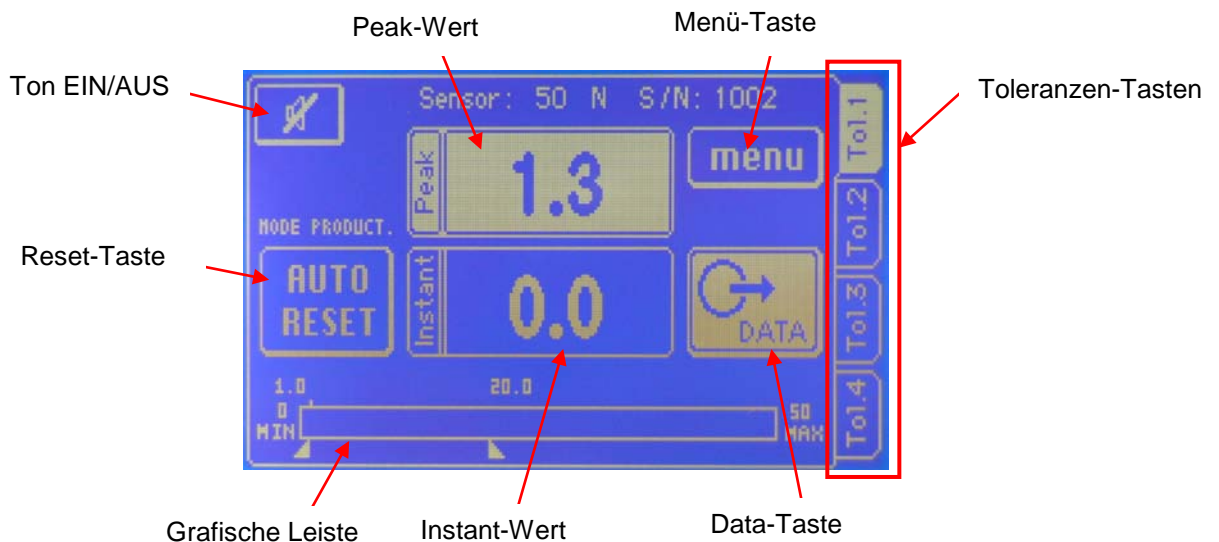 Peak-Wert
Menü-Taste
Ton EIN/AUS
Toleranzen-Tasten
Sensor: 50 N S/N: 1002
Tol.1
menu
Peak
1.3
Tol.2
MODE PRODUCT.
Reset-Taste
AUTO
RESET
Instant
0.0
DATA
Tol.3
1.0
20.0
0
MIN
50
MAX
Tol.4
Grafische Leiste
Instant-Wert
Data-Taste